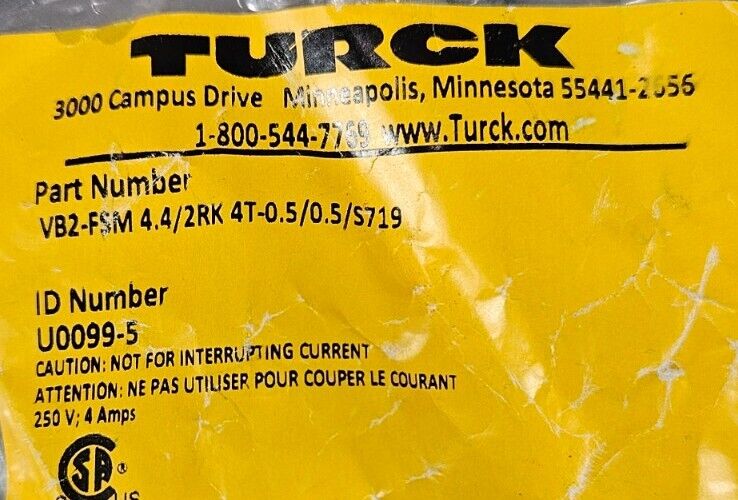 TURCK
3000 Campus Drive Minneapolis, Minnesota 55441-2656
1-800-544-7769 www.Turck.com
Part Number
VB2-FSM 4.4/2RK 4T-0.5/0.5/S719
ID Number
U0099-5
CAUTION: NOT FOR INTERRUPTING CURRENT
ATTENTION: NE PAS UTILISER POUR COUPER LE COURANT
250 V; 4 Amps
SA ®